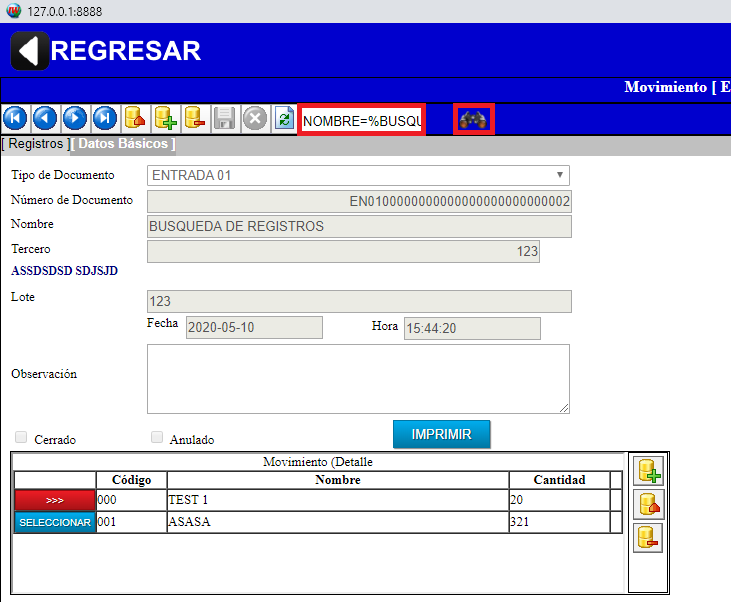 127.0.0.1:8888
REGRESAR
Movimiento [ E
NOMBRE=%BUSQU
[ Registros ][ Datos Básicos ]
Tipo de Documento ENTRADA 01
Número de Documento EN01000000000000000000000000002
Nombre BUSQUEDA DE REGISTROS
Tercero 123
ASSDSDSD SDJSJD
Lote 123
Fecha 2020-05-10 Hora 15:44:20
Observación
Cerrado Anulado IMPRIMIR
Movimiento (Detalle
Código Nombre Cantidad
>>> 000 TEST 1 20
SELECCIONAR 001 ASASA 321